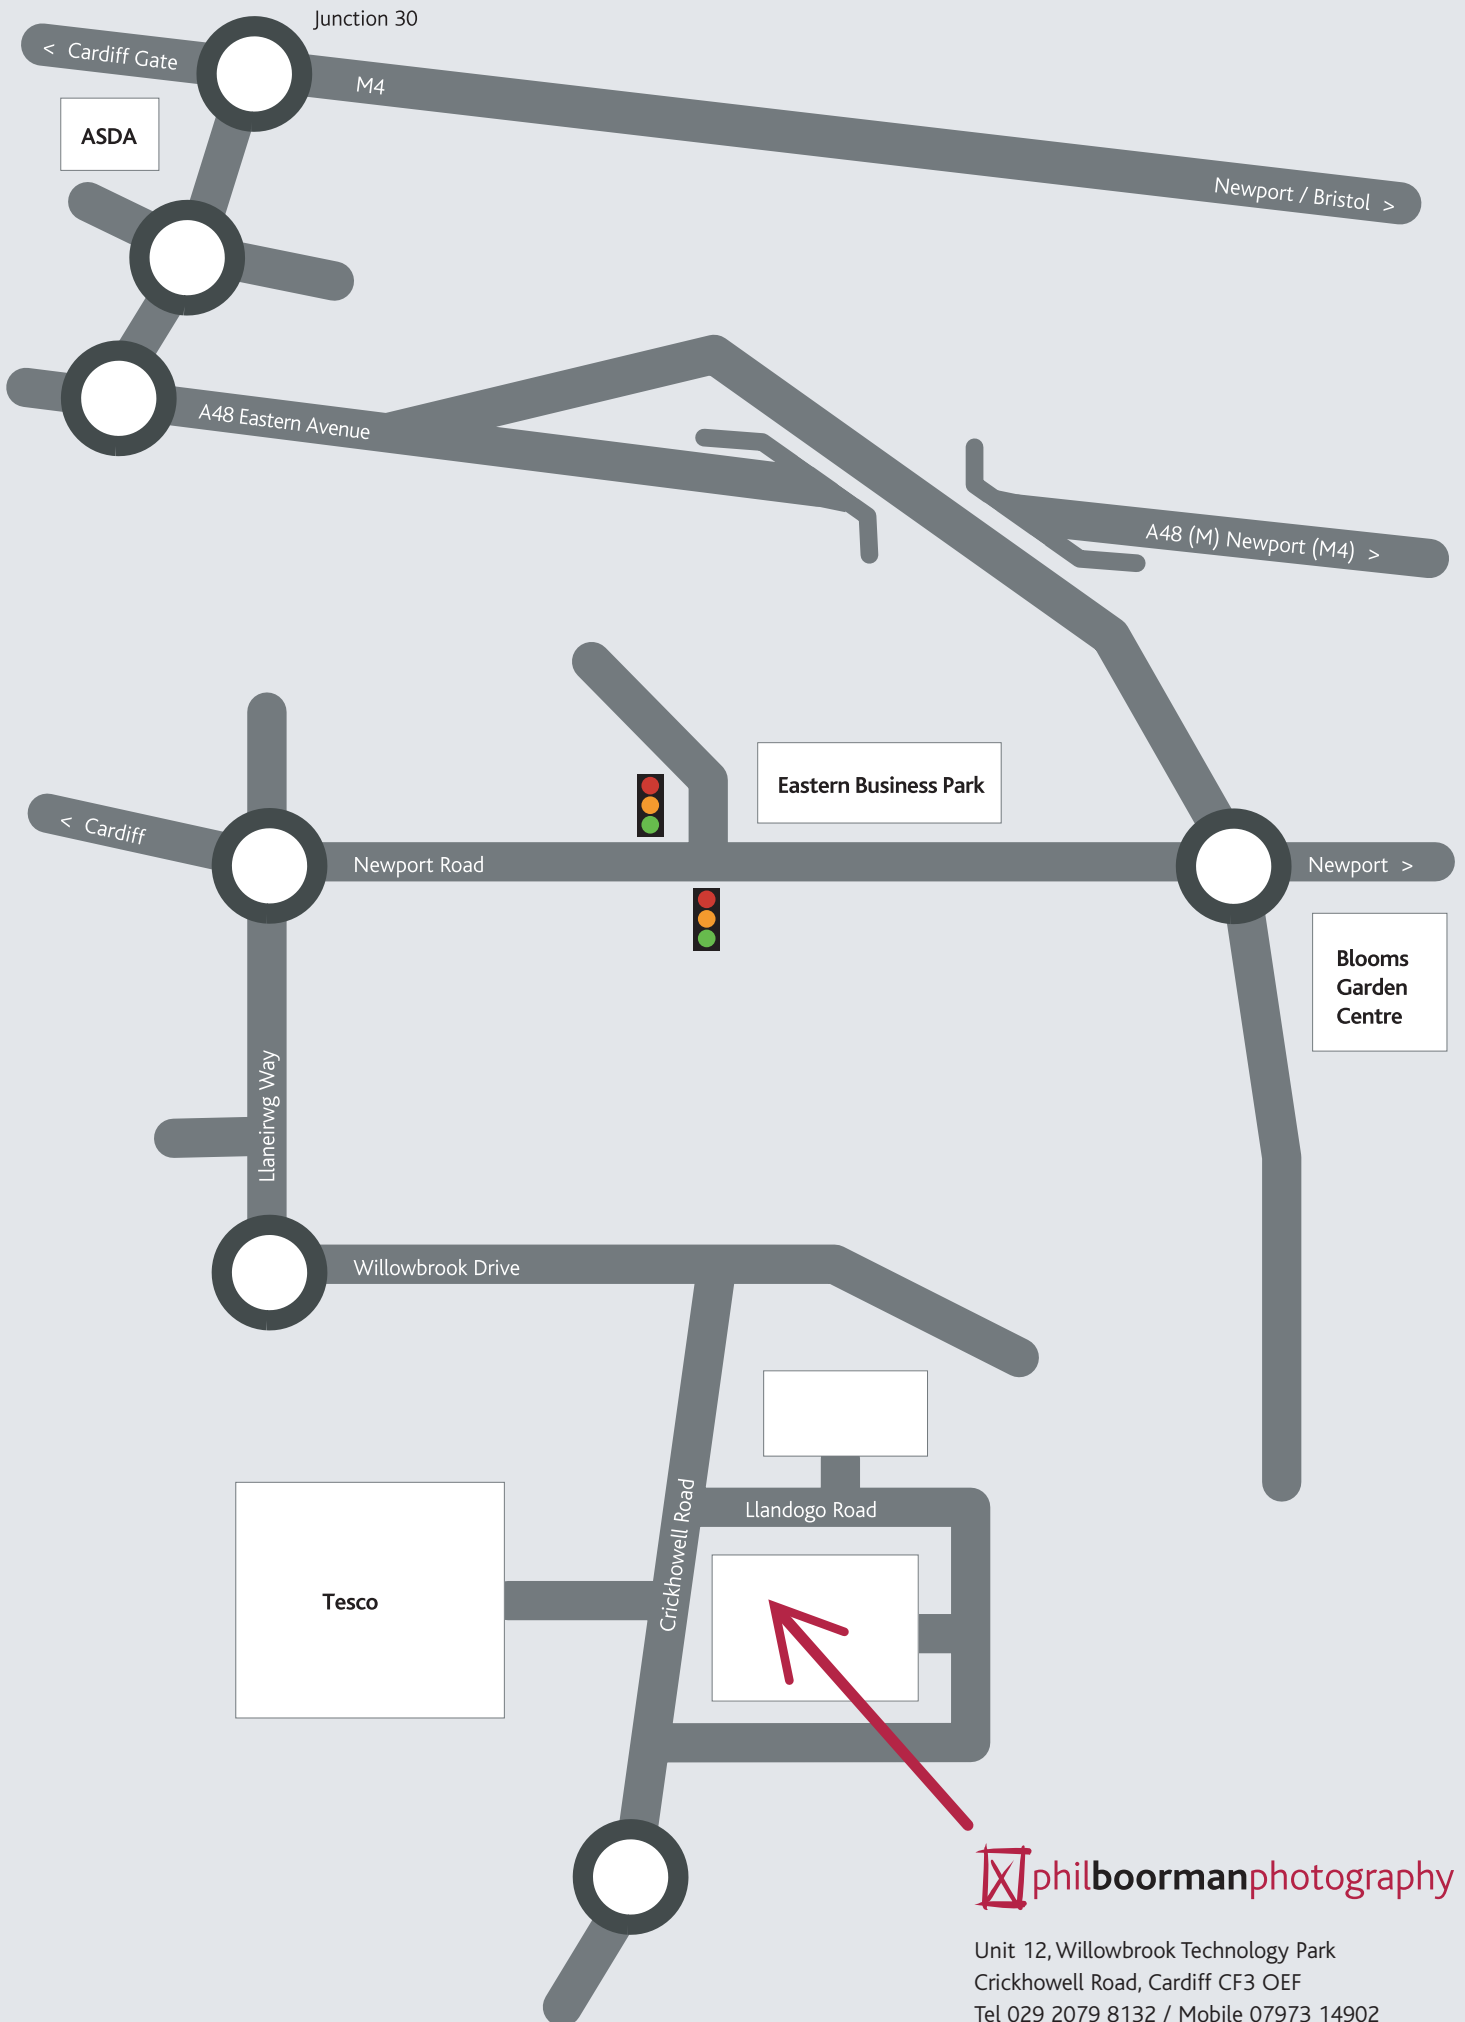 Junction 30
< Cardiff Gate
M4
ASDA
Newport / Bristol >
A48 Eastern Avenue
A48 (M) Newport (M4) >
Eastern Business Park
< Cardiff
Newport Road
Newport >
Blooms
Garden
Centre
Llaneirwg Way
Willowbrook Drive
Crickhowell Road
Llandogo Road
Tesco
philboormanphotography
Unit 12, Willowbrook Technology Park
Crickhowell Road, Cardiff CF3 OEF
Tel 029 2079 8132 / Mobile 07973 14902